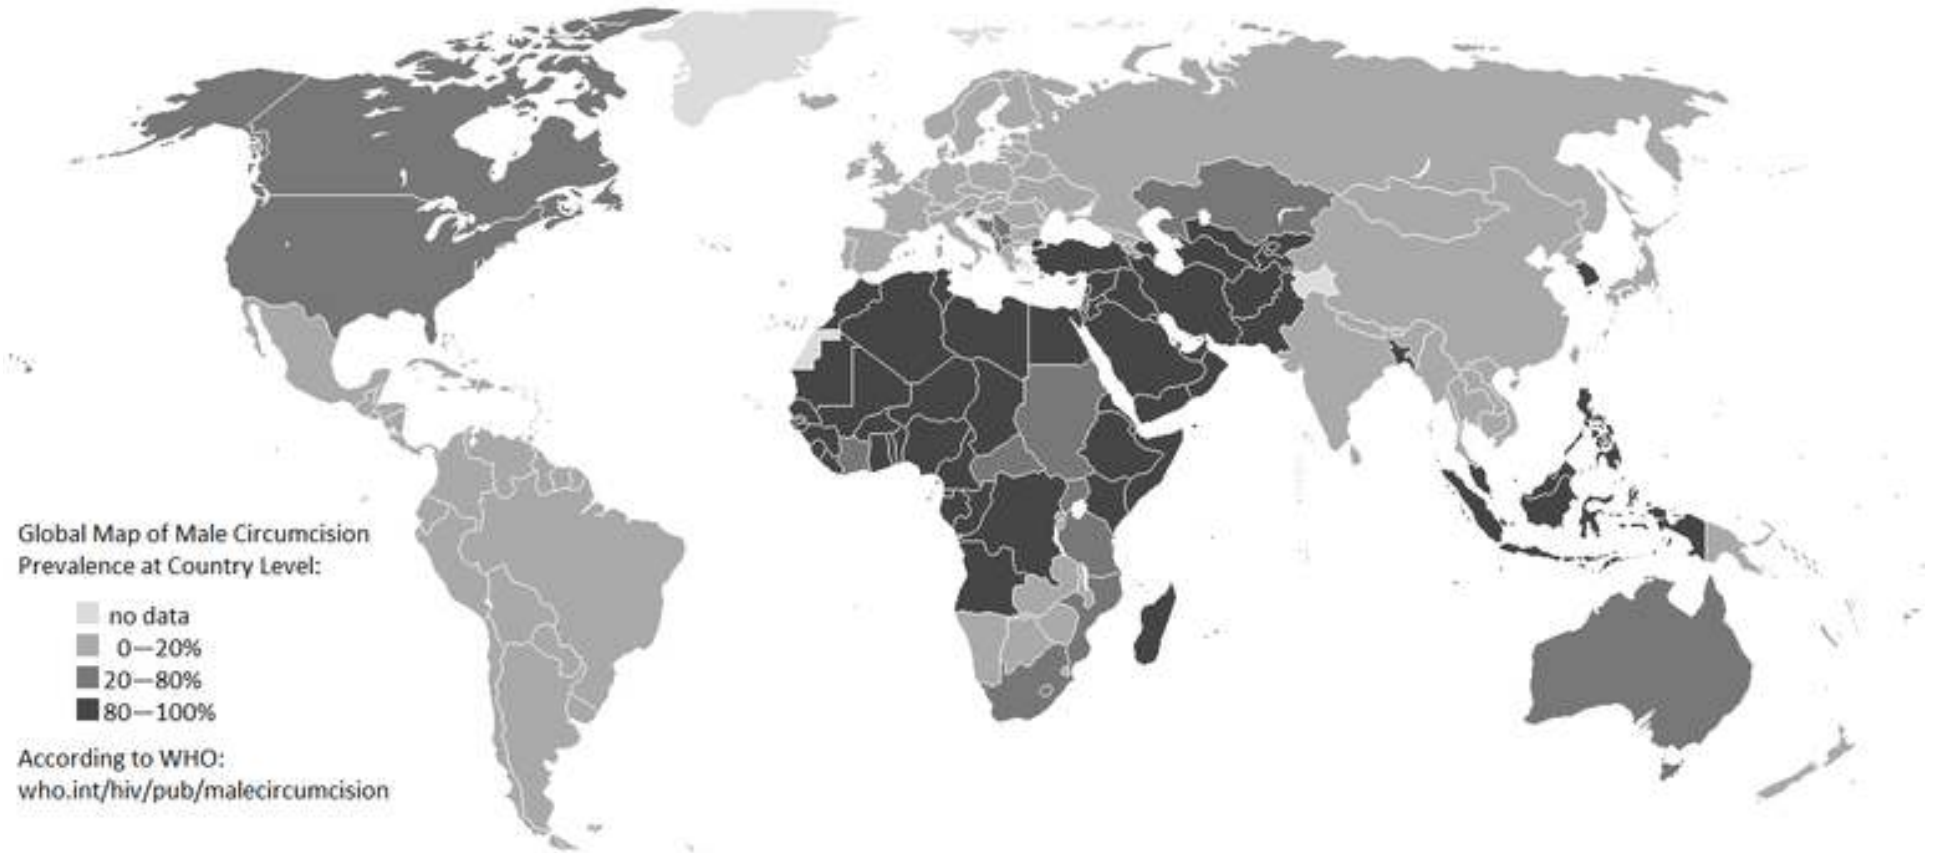 Global Map of Male Circumcision
Prevalence at Country Level:
no data
0—20%
20—80%
80—100%
According to WHO:
who.int/hiv/pub/malecircumcision